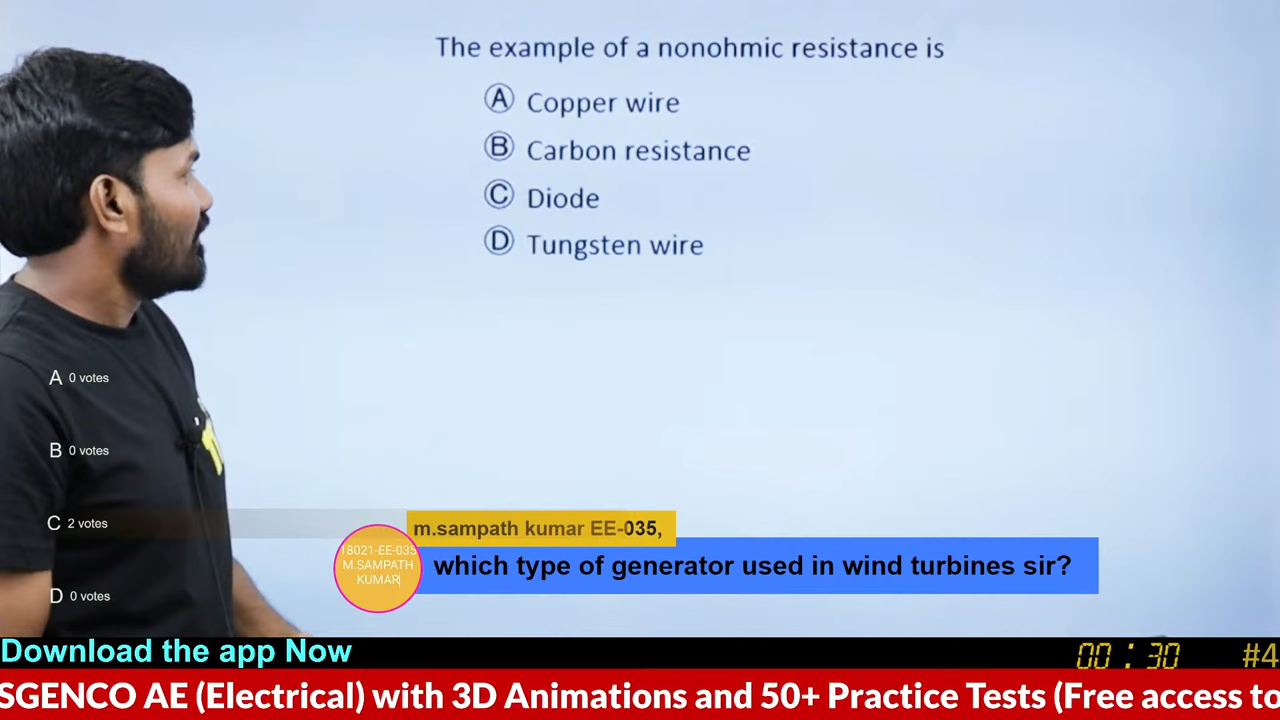 The example of a nonohmic resistance is
A Copper wire
B Carbon resistance
C Diode
D Tungsten wire
A 0 votes
B 0 votes
C 2 votes
D 0 votes
m.sampath kumar EE-035,
18021-EE-035
M.SAMPATH
KUMAR
which type of generator used in wind turbines sir?
Download the app Now
00 : 30
#4
SGENCO AE (Electrical) with 3D Animations and 50+ Practice Tests (Free access to